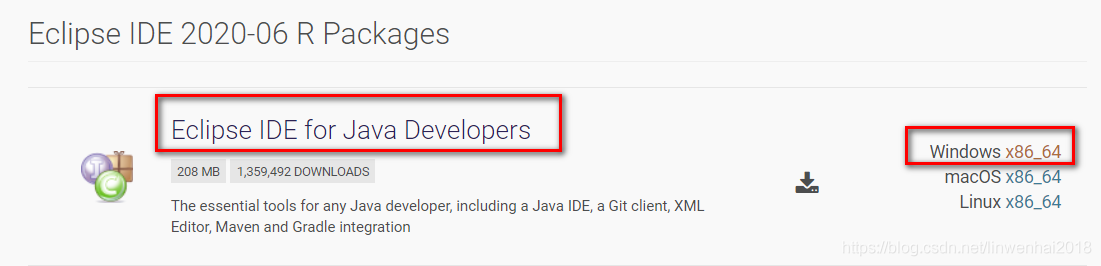 Eclipse IDE 2020-06 R Packages
Eclipse IDE for Java Developers
208 MB 1,359,492 DOWNLOADS
The essential tools for any Java developer, including a Java IDE, a Git client, XML
Editor, Maven and Gradle integration
Windows x86_64
macOS x86_64
Linux x86_64
https://blog.csdn.net/linwenhai2018